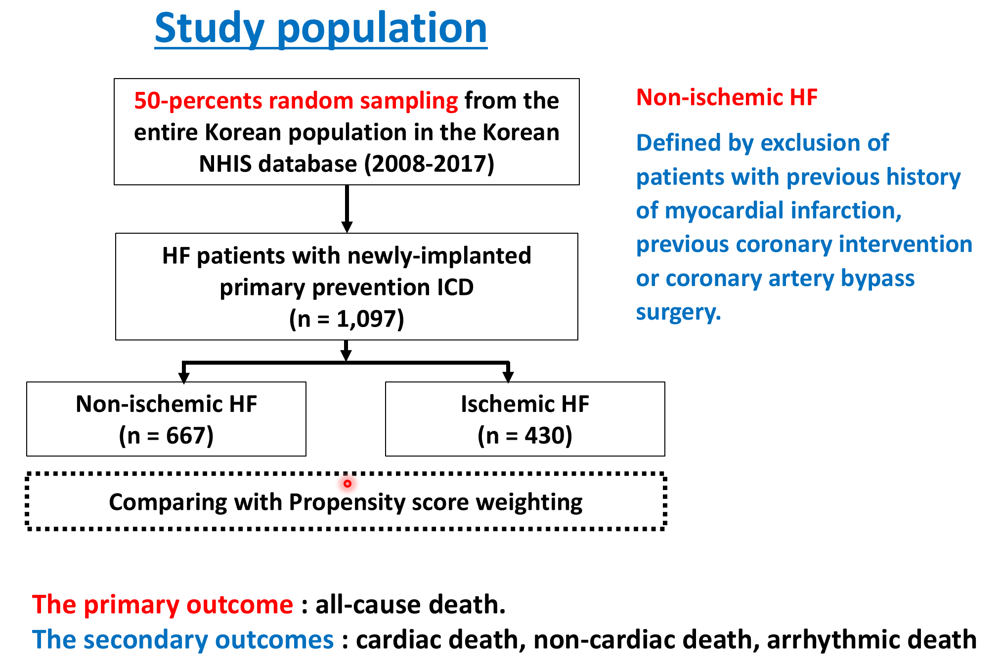 Study population
50-percents random sampling from the
entire Korean population in the Korean
NHIS database (2008-2017)
HF patients with newly-implanted
primary prevention ICD
(n = 1,097)
Non-ischemic HF
(n = 667)
Ischemic HF
(n = 430)
Comparing with Propensity score weighting
Non-ischemic HF
Defined by exclusion of
patients with previous history
of myocardial infarction,
previous coronary intervention
or coronary artery bypass
surgery.
The primary outcome : all-cause death.
The secondary outcomes : cardiac death, non-cardiac death, arrhythmic death